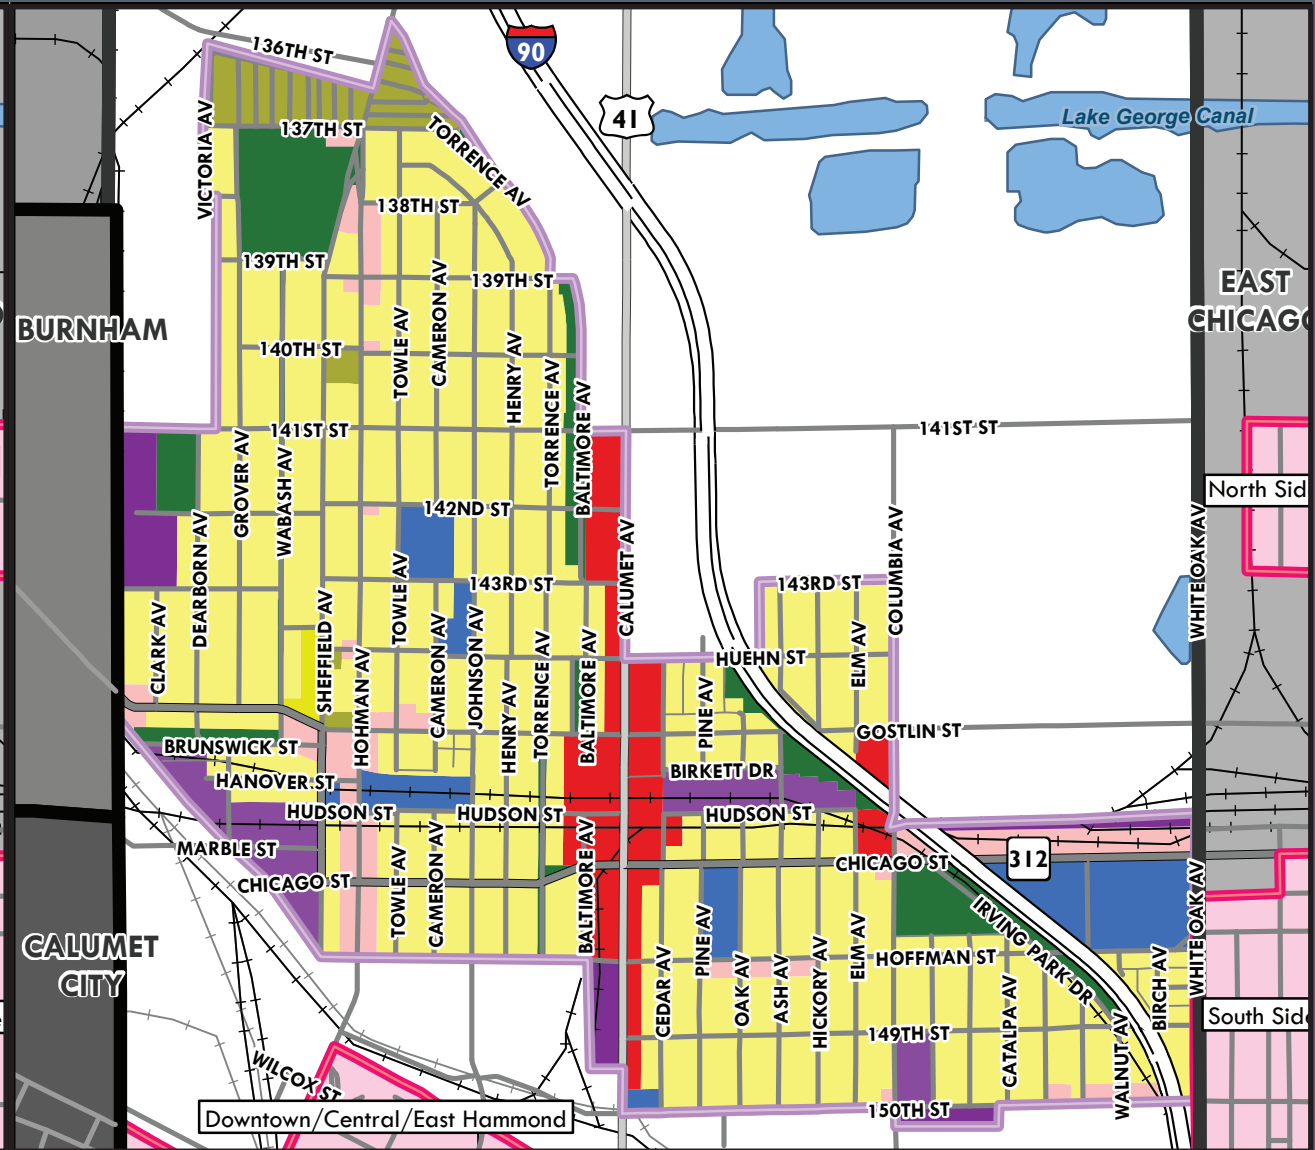 136TH ST
90
41
Lake George Canal
137TH ST
TORRENCE AV
VICTORIA AV
138TH ST
139TH ST
139TH ST
CAMERON AV
EAST
CHICAGO
BURNHAM
TOWLE AV
140TH ST
HENRY AV
TORRENCE AV
BALTIMORE AV
141ST ST
141ST ST
GROVER AV
WABASH AV
North Sid
142ND ST
DEARBORN AV
CALUMET AV
COLUMBIA AV
WHITE OAK AV
TOWLE AV
143RD ST
143RD ST
CLARK AV
SHEFFIELD AV
HOHMAN AV
CAMERON AV
JOHNSON AV
HENRY AV
TORRENCE AV
BALTIMORE AV
HUEHN ST
ELM AV
PINE AV
GOSTLIN ST
BRUNSWICK ST
HANOVER ST
BIRKETT DR
HUDSON ST
HUDSON ST
HUDSON ST
MARBLE ST
CHICAGO ST
312
CHICAGO ST
TOWLE AV
CAMERON AV
BALTIMORE AV
WHITE OAK AV
IRVING PARK DR
CALUMET
CITY
PINE AV
CEDAR AV
OAK AV
ASH AV
HICKORY AV
ELM AV
HOFFMAN ST
CATALPA AV
BIRCH AV
WALNUT AV
South Side
149TH ST
WILCOX ST
150TH ST
Downtown/Central/East Hammond